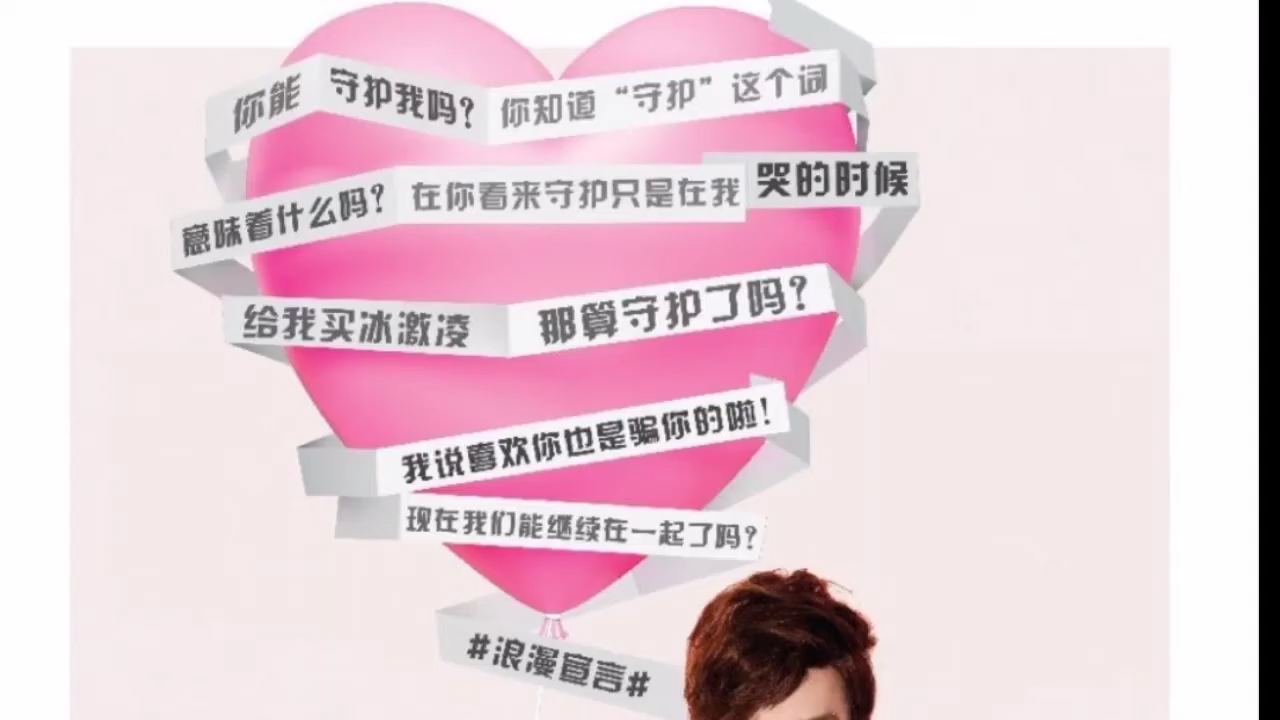 你能守护我吗？你知道“守护”这个词
意味着什么吗？在你看来守护只是在我哭的时候
给我买冰激凌 那算守护了吗？
我说喜欢你也是骗你的啦！
现在我们能继续在一起了吗？
#浪漫宣言#